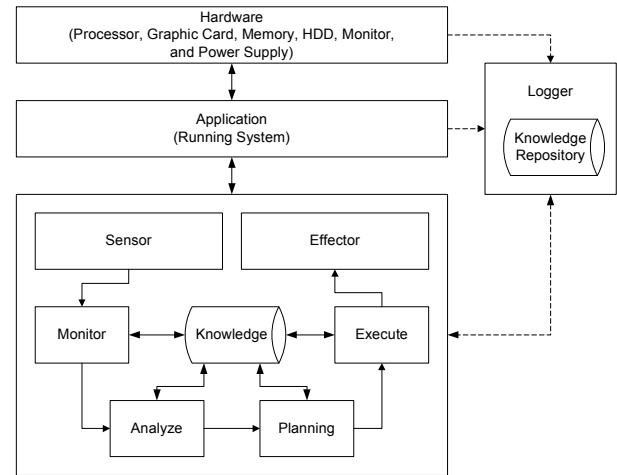 Hardware
(Processor, Graphic Card, Memory, HDD, Monitor,
and Power Supply)
Logger
Application
(Running System)
Knowledge
Repository
Sensor
Effector
Monitor
Knowledge
Execute
Analyze
Planning